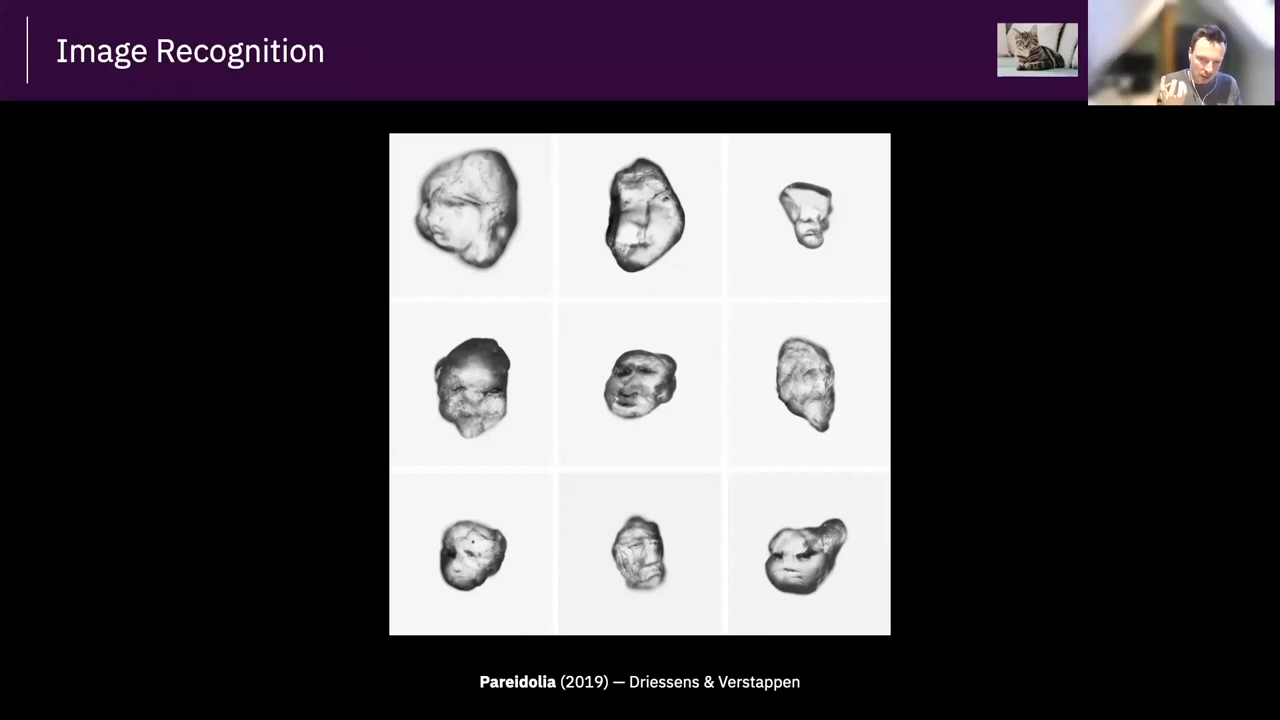 Image Recognition
Pareidolia (2019) — Driessens & Verstappen